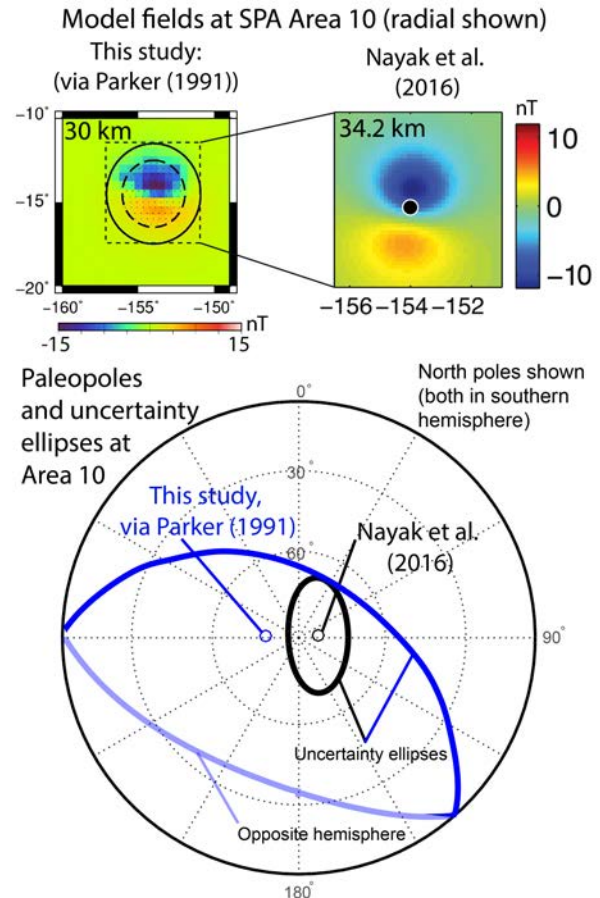 Model fields at SPA Area 10 (radial shown)
This study:
(via Parker (1991))
Nayak et al.
(2016)
nT
−10°
30 km
34.2 km
10
−15°
0
−10
−20°
−160°
−155°
−150°
−156
−154
−152
nT
-15
15
Paleopoles
and uncertainty
ellipses at
Area 10
North poles shown
(both in southern
hemisphere)
0°
30°
This study,
via Parker (1991)
60°
Nayak et al.
(2016)
90°
Uncertainty ellipses
Opposite hemisphere
180°